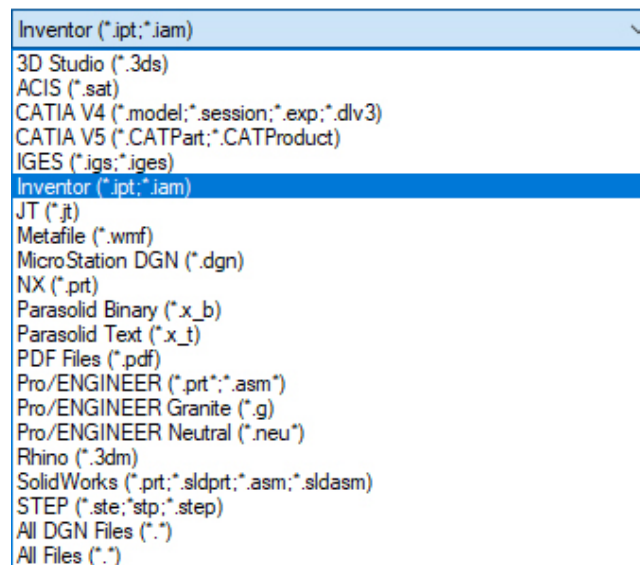 Inventor (*.ipt;*.iam)
3D Studio (*.3ds)
ACIS (*.sat)
CATIA V4 (*.model;*.session;*.exp;*.dlv3)
CATIA V5 (*.CATPart;*.CATProduct)
IGES (*.igs;*.iges)
Inventor (*.ipt;*.iam)
JT (*.jt)
Metafile (*.wmf)
MicroStation DGN (*.dgn)
NX (*.prt)
Parasolid Binary (*.x_b)
Parasolid Text (*.x_t)
PDF Files (*.pdf)
Pro/ENGINEER (*.prt*;*.asm*)
Pro/ENGINEER Granite (*.g)
Pro/ENGINEER Neutral (*.neu*)
Rhino (*.3dm)
SolidWorks (*.prt;*.sldprt;*.asm;*.sldasm)
STEP (*.ste;*stp;*.step)
All DGN Files (*.*)
All Files (*.*)